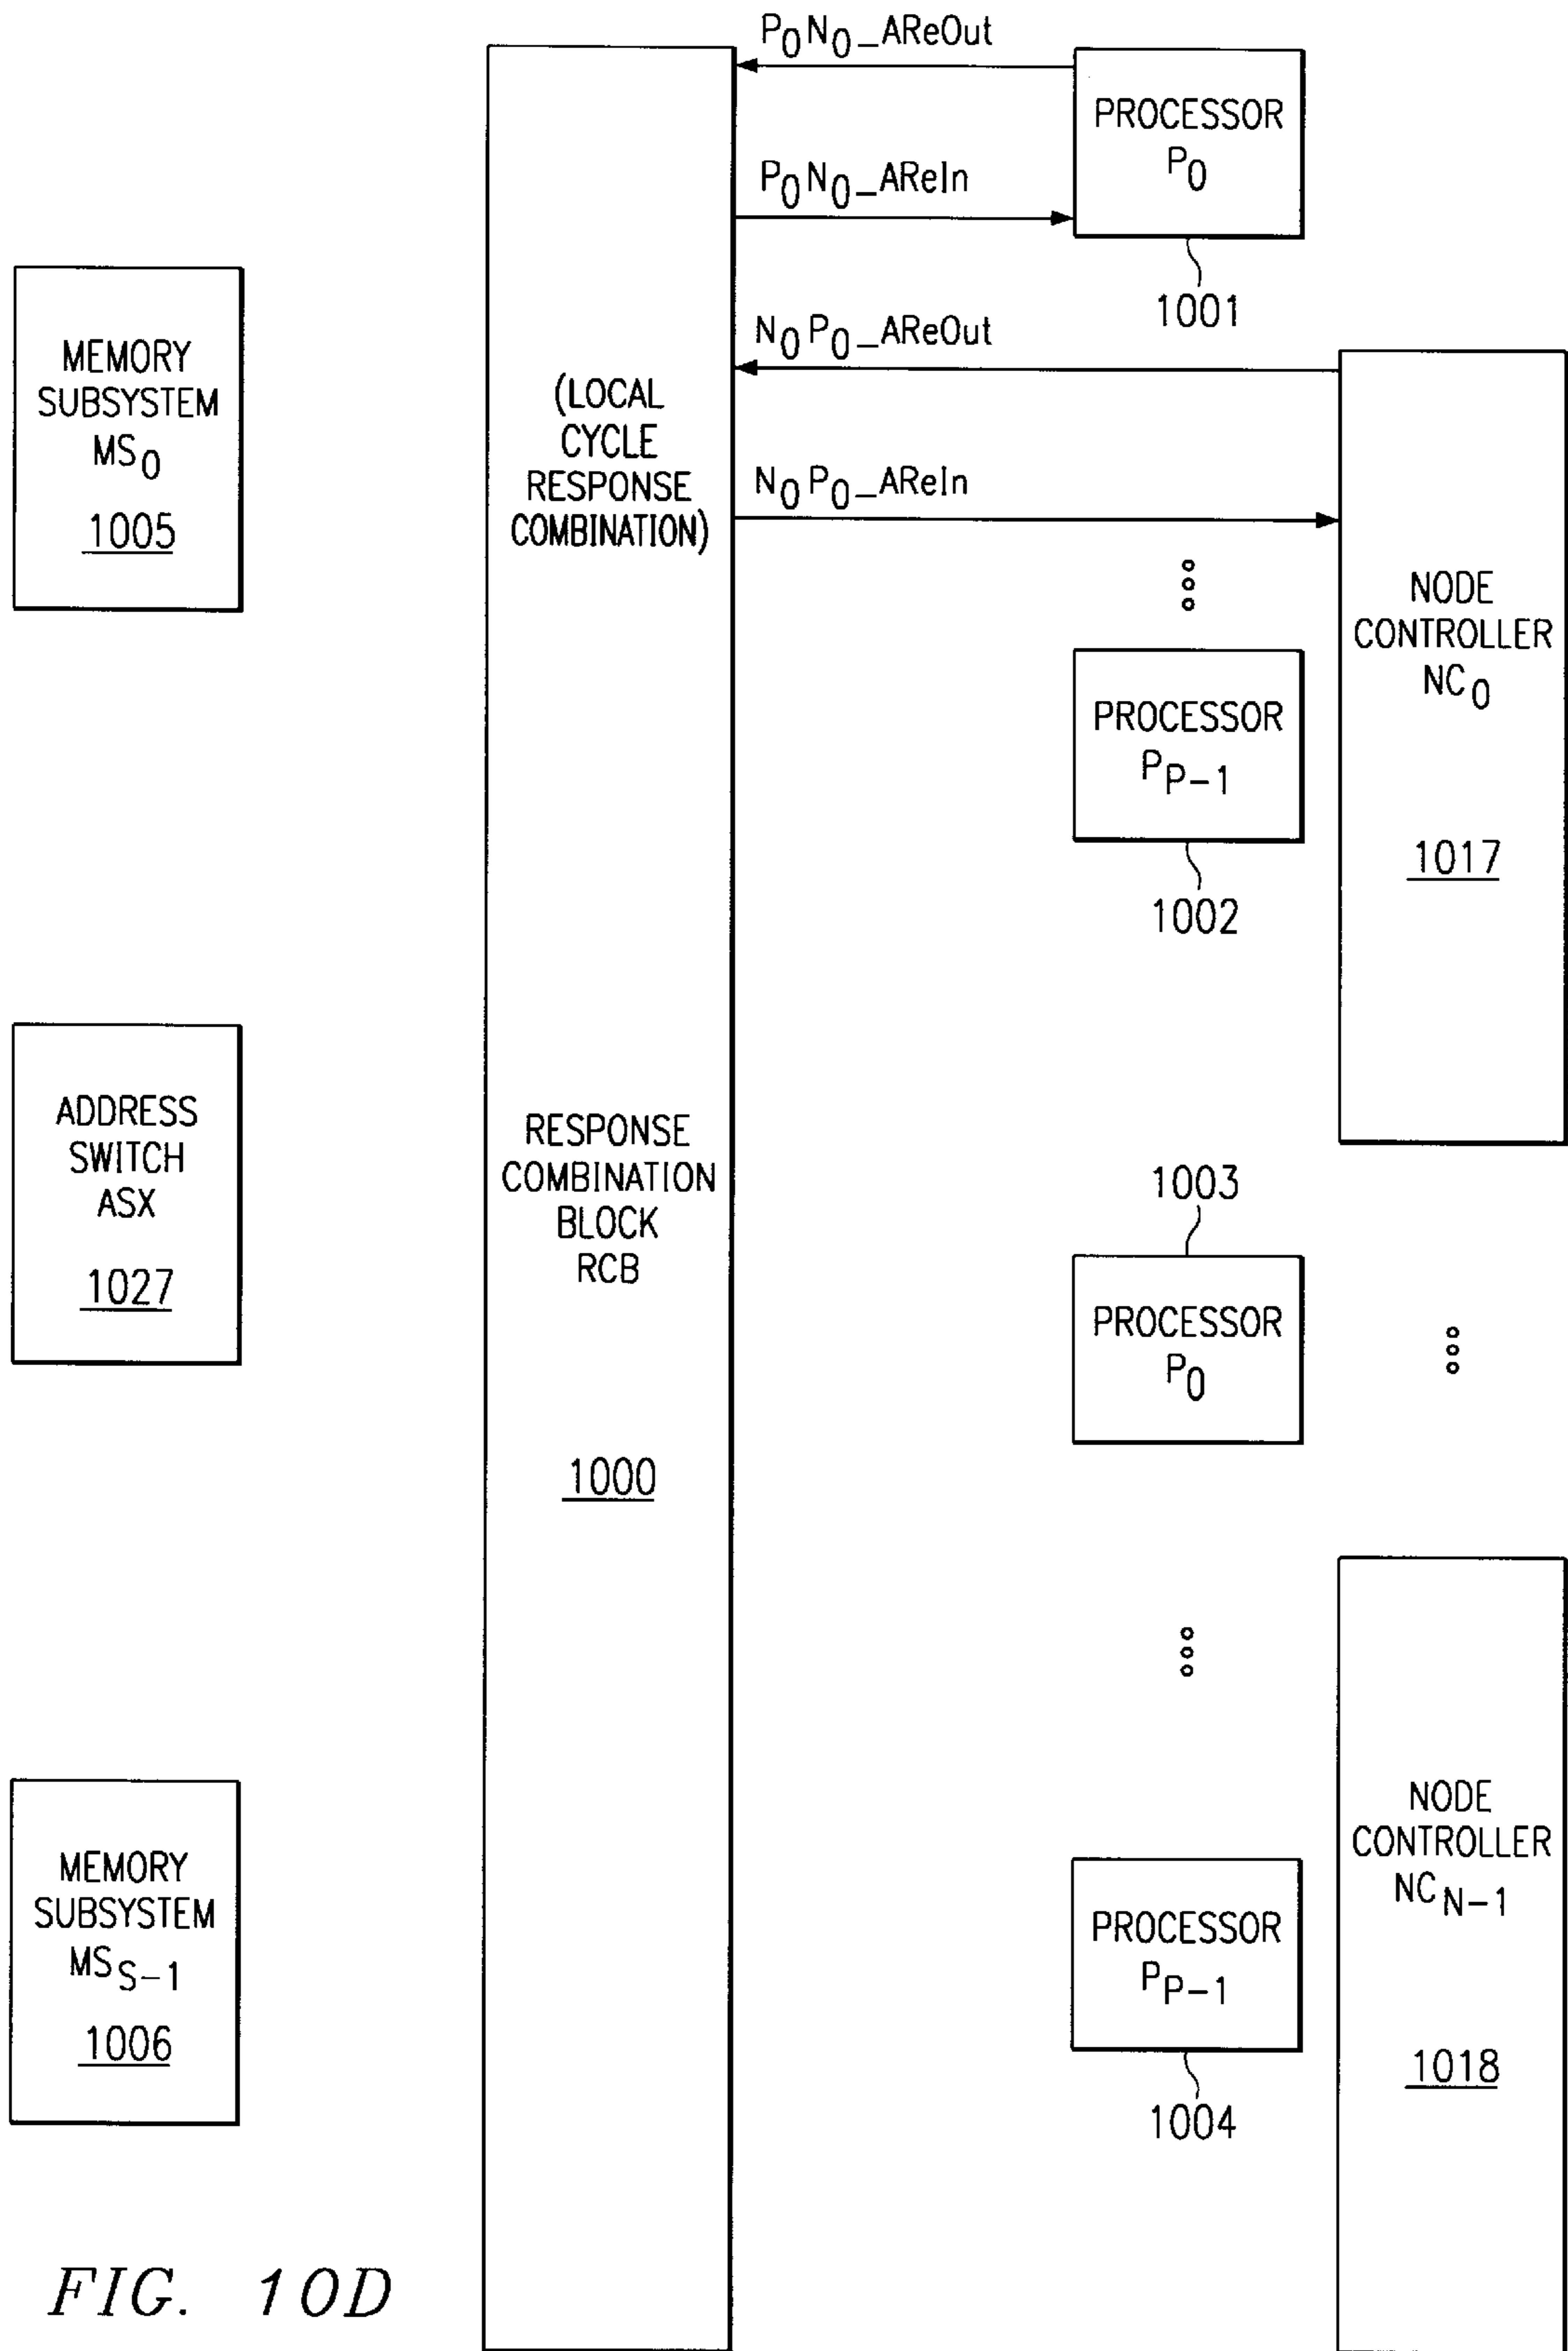 P0N0_AReOut
PROCESSOR
P0
1001
P0N0_AReIn
N0P0_AReOut
N0P0_AReIn
MEMORY
SUBSYSTEM
MS0
1005
(LOCAL
CYCLE
RESPONSE
COMBINATION)
NODE
CONTROLLER
NC0
1017
PROCESSOR
PP-1
1002
ADDRESS
SWITCH
ASX
1027
RESPONSE
COMBINATION
BLOCK
RCB
1000
1003
PROCESSOR
P0
MEMORY
SUBSYSTEM
MSS-1
1006
PROCESSOR
PP-1
1004
NODE
CONTROLLER
NCN-1
1018
FIG. 10D